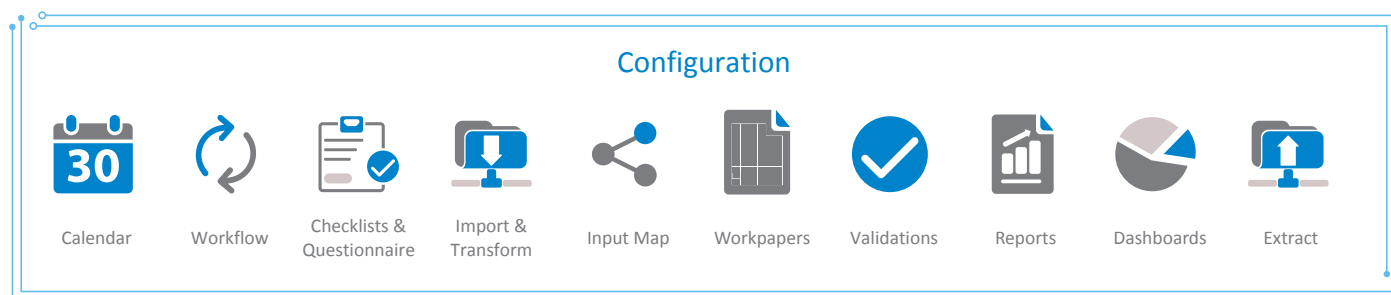 Configuration
30
Calendar
Workflow
Checklists &
Questionnaire
Import &
Transform
Input Map
Workpapers
Validations
Reports
Dashboards
Extract